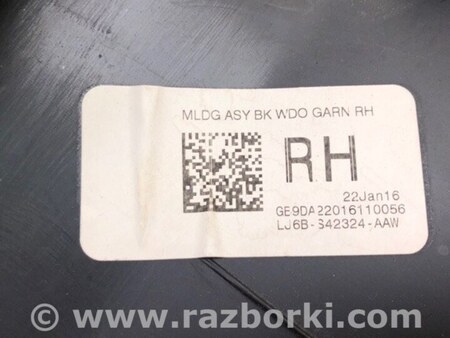 MLDG ASY BK WDO GARN RH
RH
22Jan16
GE9DA22016110056
LJ6B-S42324-AAW
© www.razborki.com